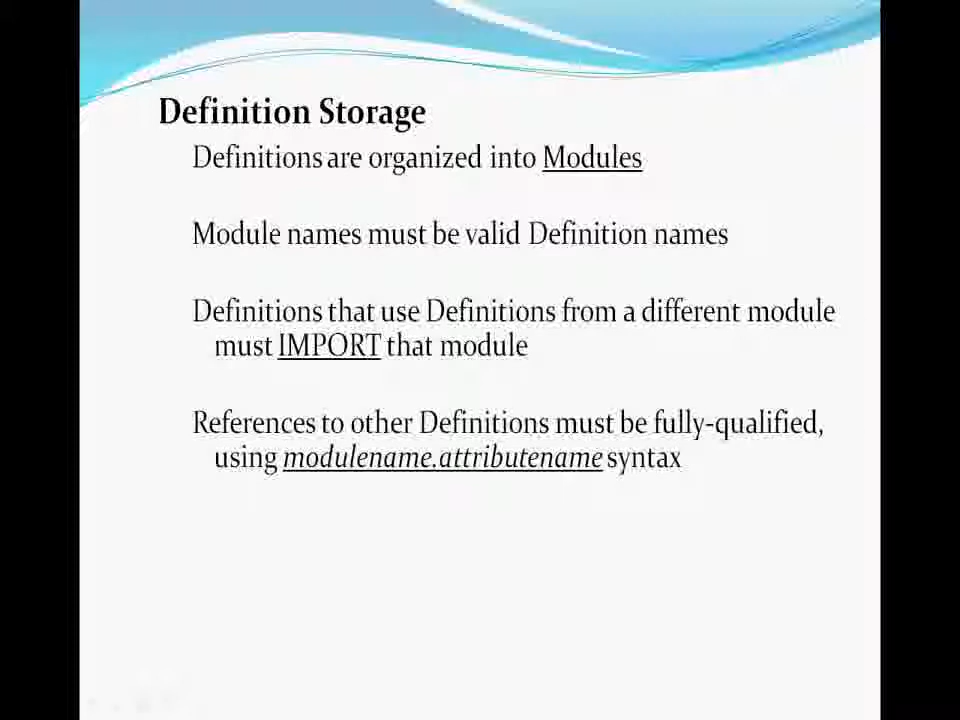 Definition Storage
Definitions are organized into Modules
Module names must be valid Definition names
Definitions that use Definitions from a different module
must IMPORT that module
References to other Definitions must be fully-qualified,
using modulename.attributename syntax